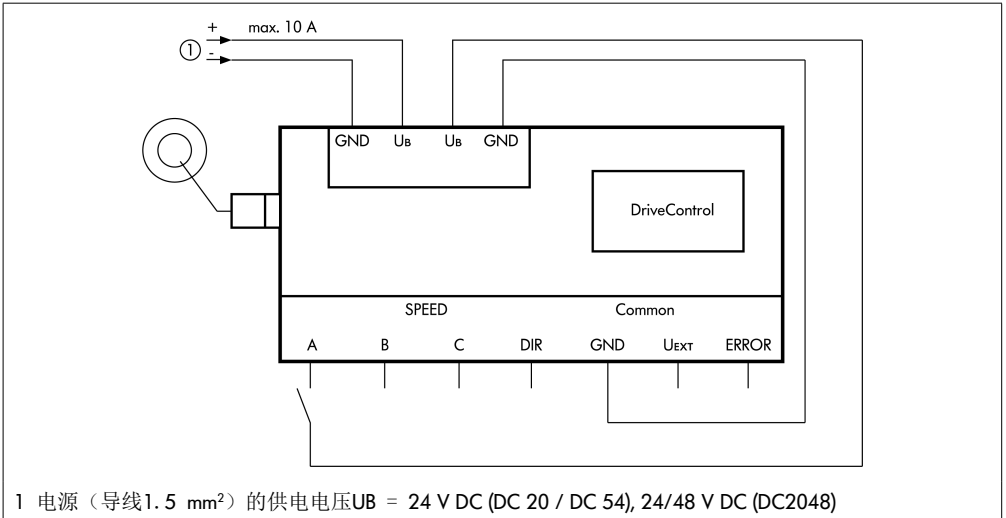 + max. 10 A
① -
GND UB UB GND
DriveControl
SPEED Common
A B C DIR GND UEXT ERROR
1 电源（导线1.5 mm²）的供电电压UB = 24 V DC (DC 20 / DC 54), 24/48 V DC (DC2048)